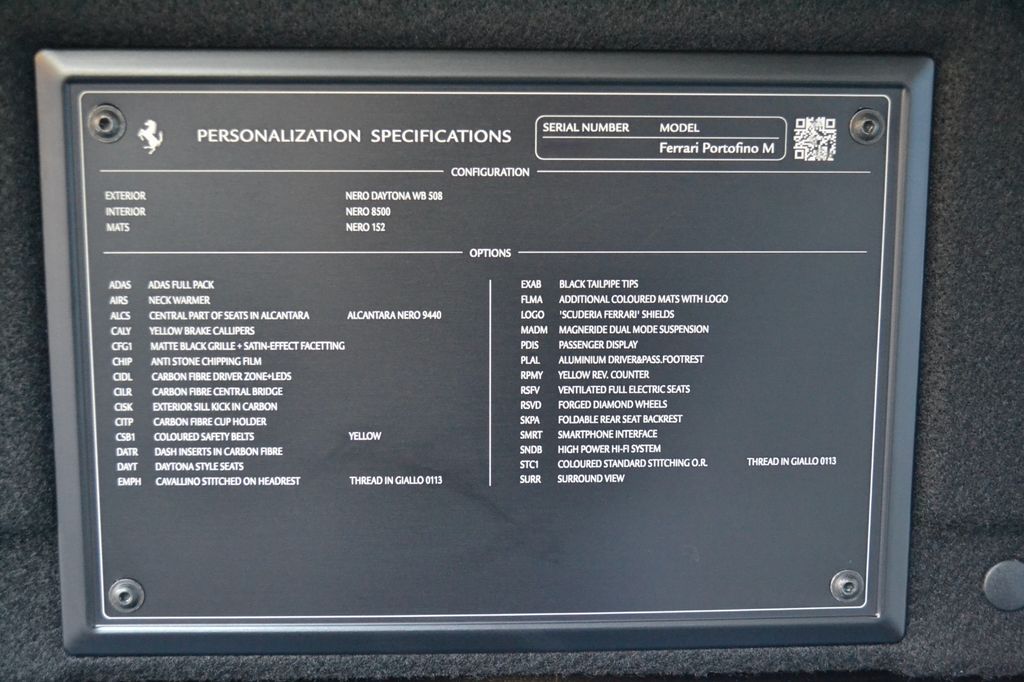 PERSONALIZATION SPECIFICATIONS
SERIAL NUMBER MODEL
Ferrari Portofino M
CONFIGURATION
EXTERIOR NERO DAYTONA WB 508
INTERIOR NERO 8500
MATS NERO 152
OPTIONS
ADAS ADAS FULL PACK
AIRS NECK WARMER
ALCS CENTRAL PART OF SEATS IN ALCANTARA ALCANTARA NERO 9440
CALY YELLOW BRAKE CALLIPERS
CFG1 MATTE BLACK GRILLE + SATIN-EFFECT FACETTING
CHIP ANTI STONE CHIPPING FILM
CIDL CARBON FIBRE DRIVER ZONE+LEDS
CILR CARBON FIBRE CENTRAL BRIDGE
CISK EXTERIOR SILL KICK IN CARBON
CITP CARBON FIBRE CUP HOLDER
CSB1 COLOURED SAFETY BELTS YELLOW
DATR DASH INSERTS IN CARBON FIBRE
DAYT DAYTONA STYLE SEATS
EMPH CAVALLINO STITCHED ON HEADREST THREAD IN GIALLO 0113
EXAB BLACK TAILPIPE TIPS
FLMA ADDITIONAL COLOURED MATS WITH LOGO
LOGO 'SCUDERIA FERRARI' SHIELDS
MADM MAGNERIDE DUAL MODE SUSPENSION
PDIS PASSENGER DISPLAY
PLAL ALUMINIUM DRIVER&PASS.FOOTREST
RPMY YELLOW REV. COUNTER
RSFV VENTILATED FULL ELECTRIC SEATS
RSVD FORGED DIAMOND WHEELS
SKPA FOLDABLE REAR SEAT BACKREST
SMRT SMARTPHONE INTERFACE
SNDB HIGH POWER HI-FI SYSTEM
STC1 COLOURED STANDARD STITCHING O.R. THREAD IN GIALLO 0113
SURR SURROUND VIEW